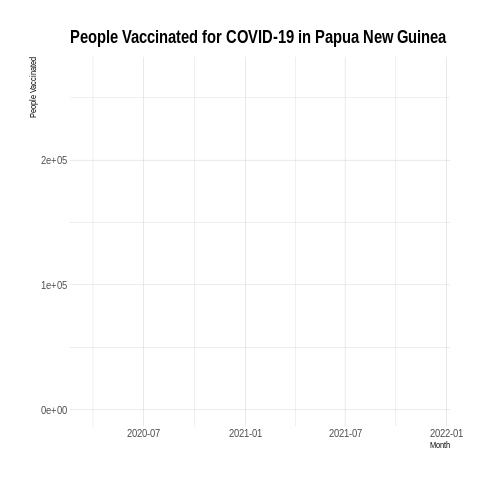 People Vaccinated for COVID-19 in Papua New Guinea
People Vaccinated
2e+05
1e+05
0e+00
2020-07 2021-01 2021-07 2022-01
Month